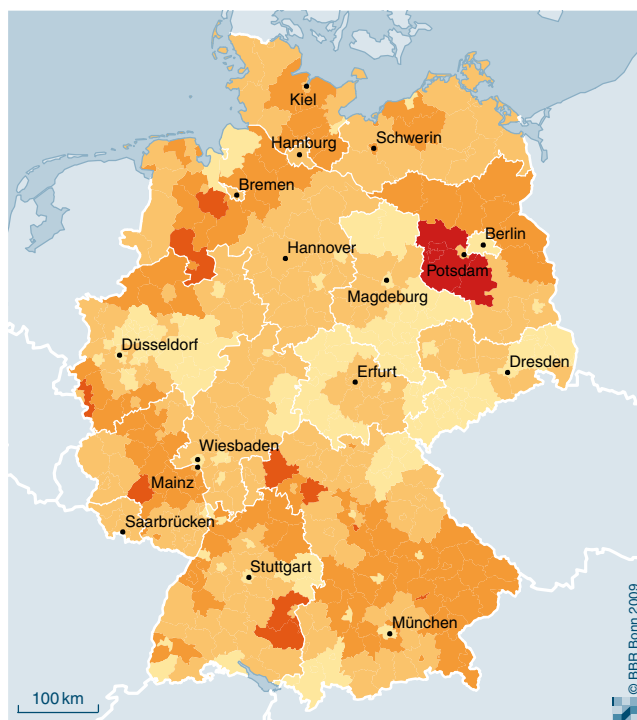 Kiel
Hamburg
Schwerin
Bremen
Berlin
Hannover
Potsdam
Magdeburg
Düsseldorf
Erfurt
Dresden
Wiesbaden
Mainz
Saarbrücken
Stuttgart
München
100 km
© BBR Bonn 2009